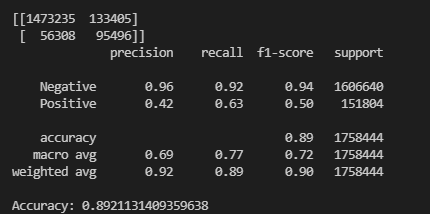 [[1473235 133405]
[ 56308 95496]]
precision recall f1-score support
Negative 0.96 0.92 0.94 1606640
Positive 0.42 0.63 0.50 151804
accuracy 0.89 1758444
macro avg 0.69 0.77 0.72 1758444
weighted avg 0.92 0.89 0.90 1758444
Accuracy: 0.8921131409359638